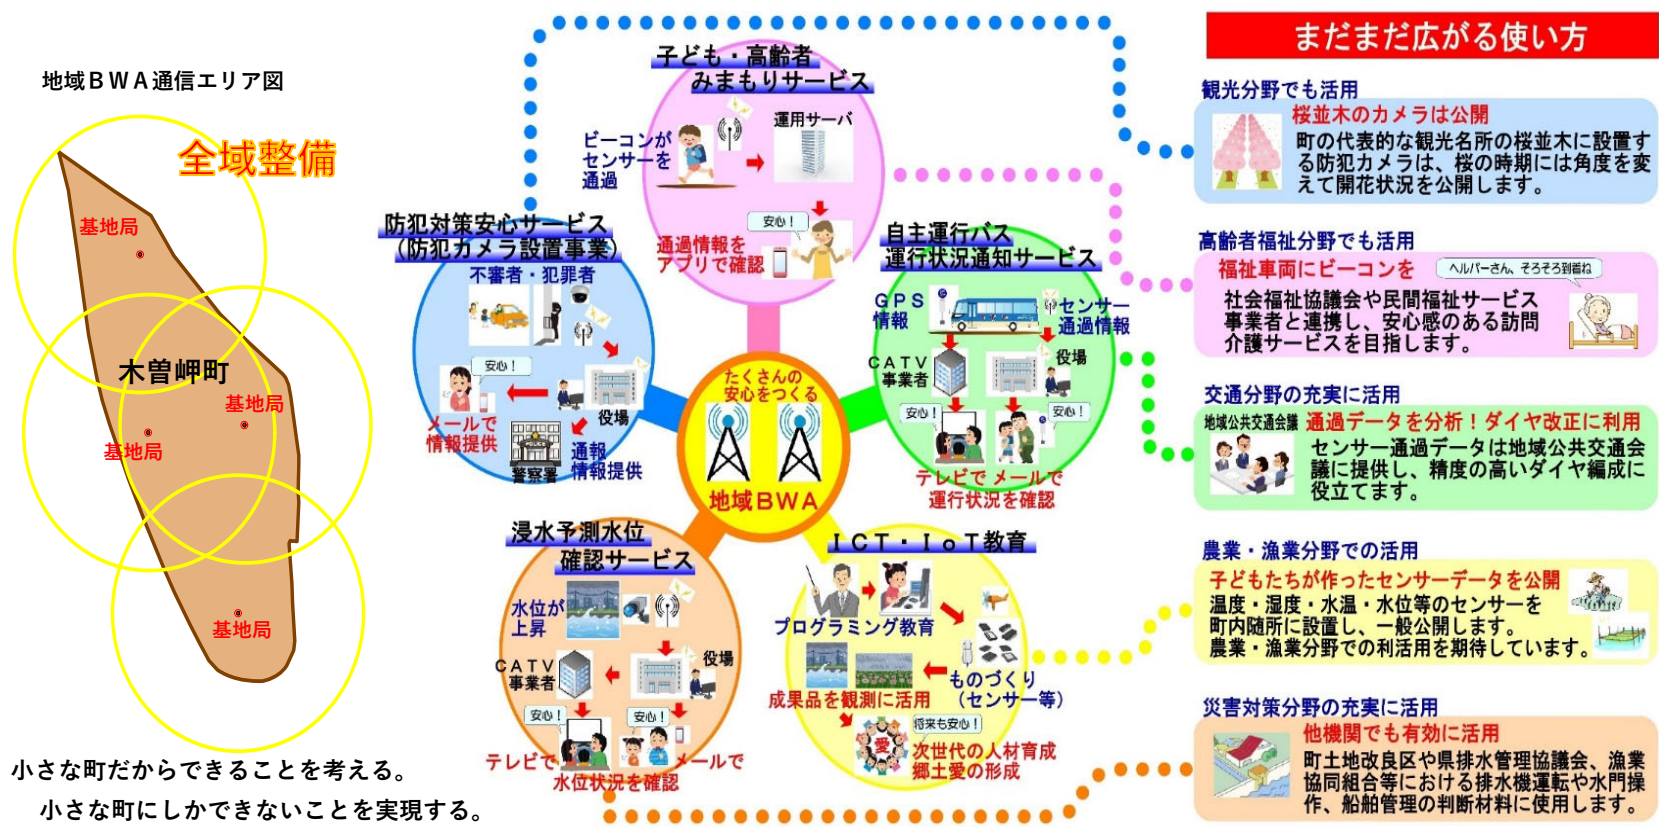 地域ＢＷＡ通信エリア図
全域整備
基地局
木曽岬町
基地局
基地局
基地局
小さな町だからできることを考える。
小さな町にしかできないことを実現する。
子ども・高齢者
みまもりサービス
ビーコンが
センサーを
通過
運用サーバ
安心！
通過情報を
アプリで確認
防犯対策安心サービス
（防犯カメラ設置事業）
不審者・犯罪者
安心！
役場
メールで
情報提供
通報
情報提供
警察署
自主運行バス
運行状況通知サービス
ＧＰＳ
情報
センサー
通過情報
ＣＡＴＶ
事業者
役場
安心！
安心！
テレビで メールで
運行状況を確認
たくさんの
安心をつくる
地域ＢＷＡ
浸水予測水位
確認サービス
水位が
上昇
ＣＡＴＶ
事業者
役場
安心！
安心！
テレビで
メールで
水位状況を確認
ＩＣＴ・ＩｏＴ教育
プログラミング教育
ものづくり
（センサー等）
成果品を観測に活用
愛
将来も安心！
次世代の人材育成
郷土愛の形成
まだまだ広がる使い方
観光分野でも活用
桜並木のカメラは公開
町の代表的な観光名所の桜並木に設置す
る防犯カメラは、桜の時期には角度を変
えて開花状況を公開します。
高齢者福祉分野でも活用
福祉車両にビーコンを
ヘルパーさん、そろそろ到着ね
社会福祉協議会や民間福祉サービス
事業者と連携し、安心感のある訪問
介護サービスを目指します。
交通分野の充実に活用
地域公共交通会議
通過データを分析！ダイヤ改正に利用
センサー通過データは地域公共交通会
議に提供し、精度の高いダイヤ編成に
役立てます。
農業・漁業分野での活用
子どもたちが作ったセンサーデータを公開
温度・湿度・水温・水位等のセンサーを
町内随所に設置し、一般公開します。
農業・漁業分野での利活用を期待しています。
災害対策分野の充実に活用
他機関でも有効に活用
町土地改良区や県排水管理協議会、漁業
協同組合等における排水機運転や水門操
作、船舶管理の判断材料に使用します。